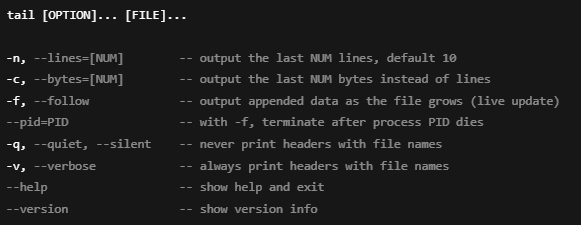 tail [OPTION]... [FILE]...
-n, --lines=[NUM] -- output the last NUM lines, default 10
-c, --bytes=[NUM] -- output the last NUM bytes instead of lines
-f, --follow -- output appended data as the file grows (live update)
--pid=PID -- with -f, terminate after process PID dies
-q, --quiet, --silent -- never print headers with file names
-v, --verbose -- always print headers with file names
--help -- show help and exit
--version -- show version info